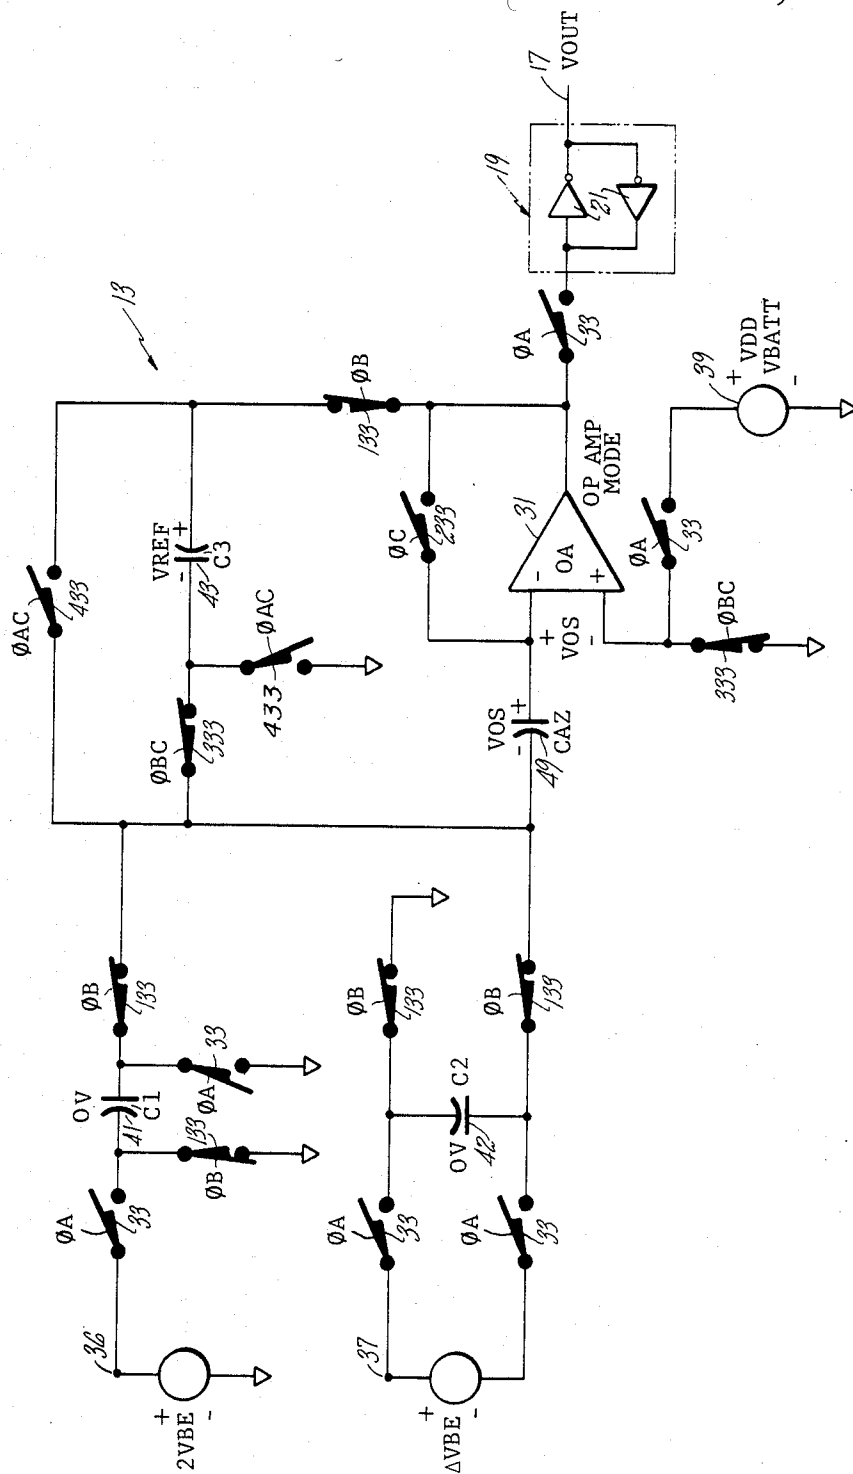 13
ØAC
433
VREF
- +
43
C3
ØAC
433
ØBC
333
ØB
133
ØC
233
ØA
33
19
21
17
VOUT
OP AMP
MODE
31
OA
-
+
+
VOS
-
VOS
- +
49
CAZ
ØA
33
39
+
VDD
VBATT
-
ØBC
333
36
+
2VBE
-
ØA
33
0V
41
C1
ØB
133
ØA
33
ØB
133
37
+
ΔVBE
-
ØA
33
ØA
33
0V
C2
42
ØB
133
ØB
133